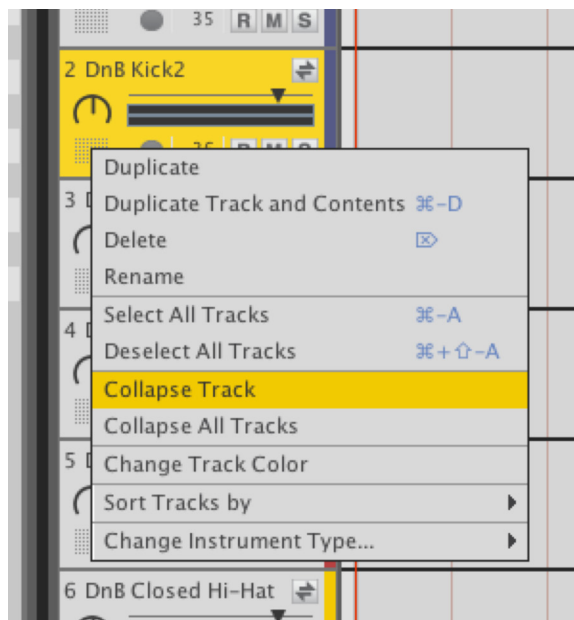 35 R M S
2 DnB Kick2
Duplicate
Duplicate Track and Contents ⌘-D
Delete ⌦
Rename
Select All Tracks ⌘-A
Deselect All Tracks ⌘+⇧-A
Collapse Track
Collapse All Tracks
Change Track Color
Sort Tracks by
Change Instrument Type...
3
4
5
6 DnB Closed Hi-Hat